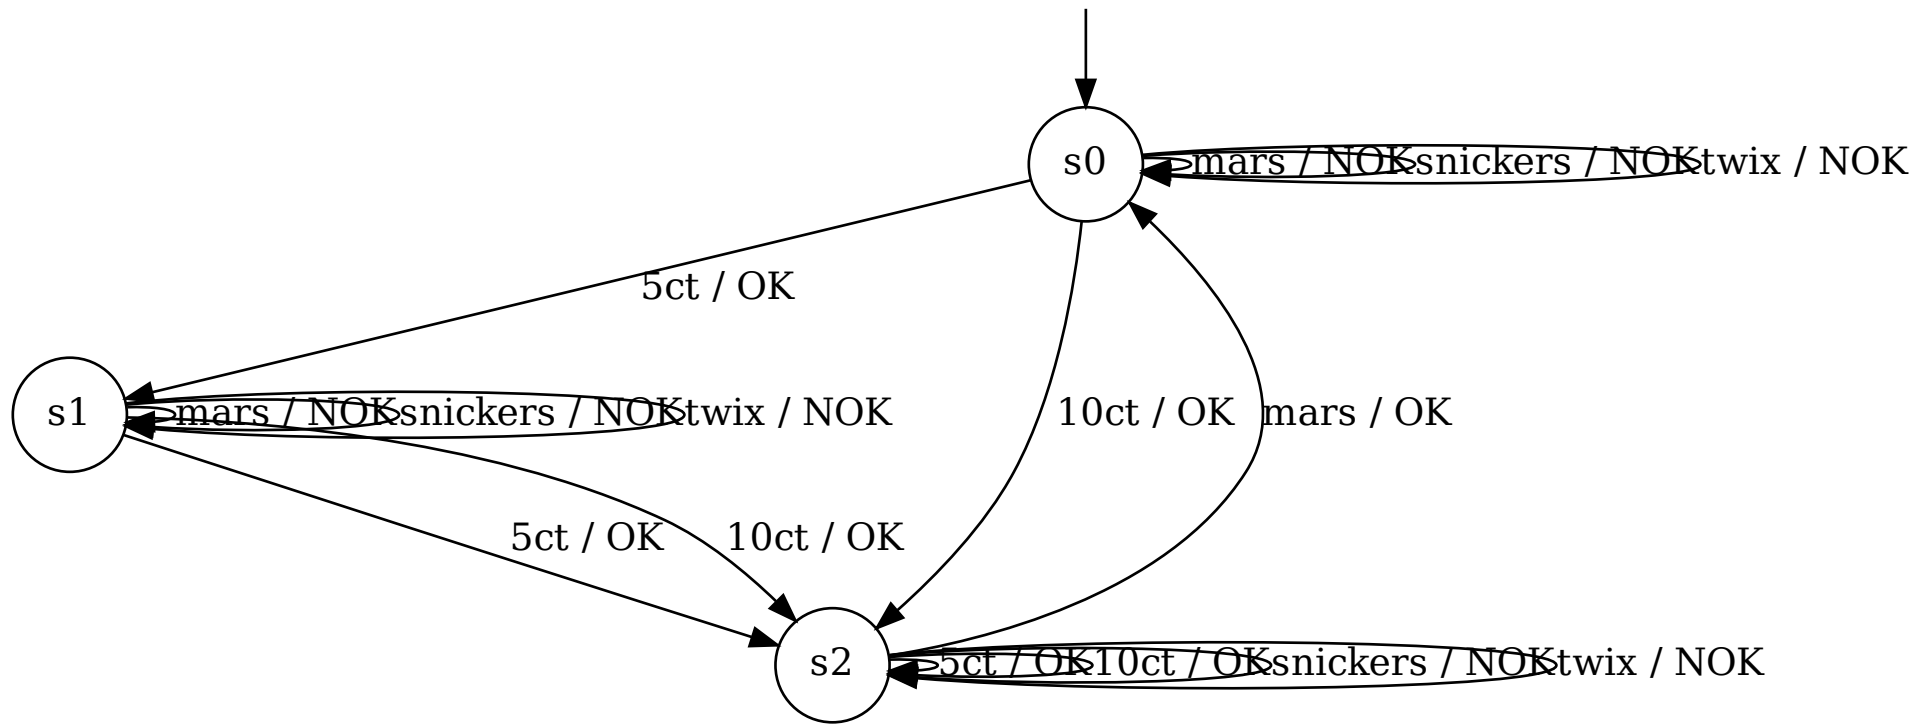 s0
mars / NOK
snickers / NOK
twix / NOK
5ct / OK
s1
mars / NOK
snickers / NOK
twix / NOK
10ct / OK
mars / OK
5ct / OK
10ct / OK
s2
5ct / OK
10ct / OK
snickers / NOK
twix / NOK